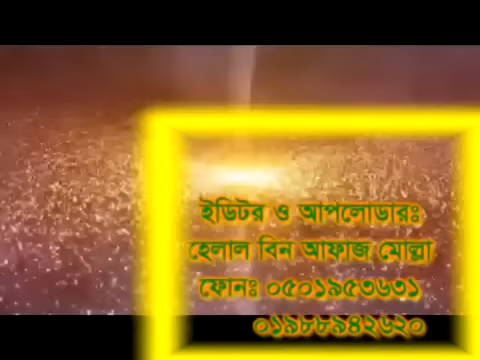 ইডিটর ও আপলোডারঃ
হেলাল বিন আফাজ মোল্লা
ফোনঃ ০৫০১৯৫৩৬৩১
০১৯৮৮৯৪২৬২০